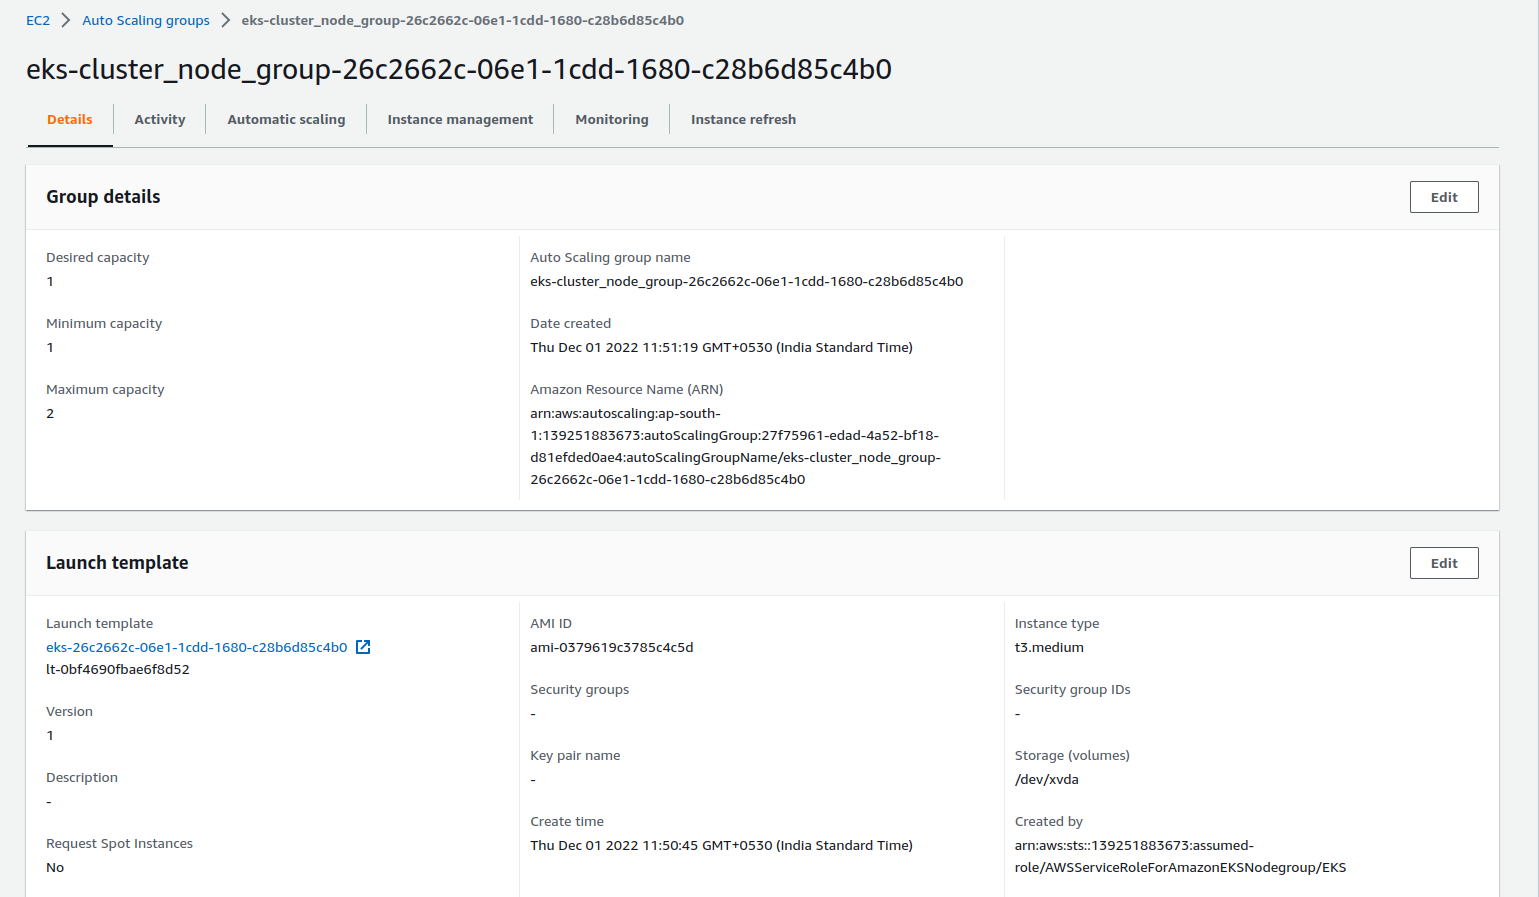 EC2 > Auto Scaling groups > eks-cluster_node_group-26c2662c-06e1-1cdd-1680-c28b6d85c4b0
eks-cluster_node_group-26c2662c-06e1-1cdd-1680-c28b6d85c4b0
Details Activity Automatic scaling Instance management Monitoring Instance refresh
Group details
Edit
Desired capacity
1
Minimum capacity
1
Maximum capacity
2
Auto Scaling group name
eks-cluster_node_group-26c2662c-06e1-1cdd-1680-c28b6d85c4b0
Date created
Thu Dec 01 2022 11:51:19 GMT+0530 (India Standard Time)
Amazon Resource Name (ARN)
arn:aws:autoscaling:ap-south-
1:139251883673:autoScalingGroup:27f75961-edad-4a52-bf18-
d81efded0ae4:autoScalingGroupName/eks-cluster_node_group-
26c2662c-06e1-1cdd-1680-c28b6d85c4b0
Launch template
Edit
Launch template
eks-26c2662c-06e1-1cdd-1680-c28b6d85c4b0
lt-0bf4690fbae6f8d52
Version
1
Description
-
Request Spot Instances
No
AMI ID
ami-0379619c3785c4c5d
Security groups
-
Key pair name
-
Create time
Thu Dec 01 2022 11:50:45 GMT+0530 (India Standard Time)
Instance type
t3.medium
Security group IDs
-
Storage (volumes)
/dev/xvda
Created by
arn:aws:sts::139251883673:assumed-
role/AWSServiceRoleForAmazonEKSNodegroup/EKS